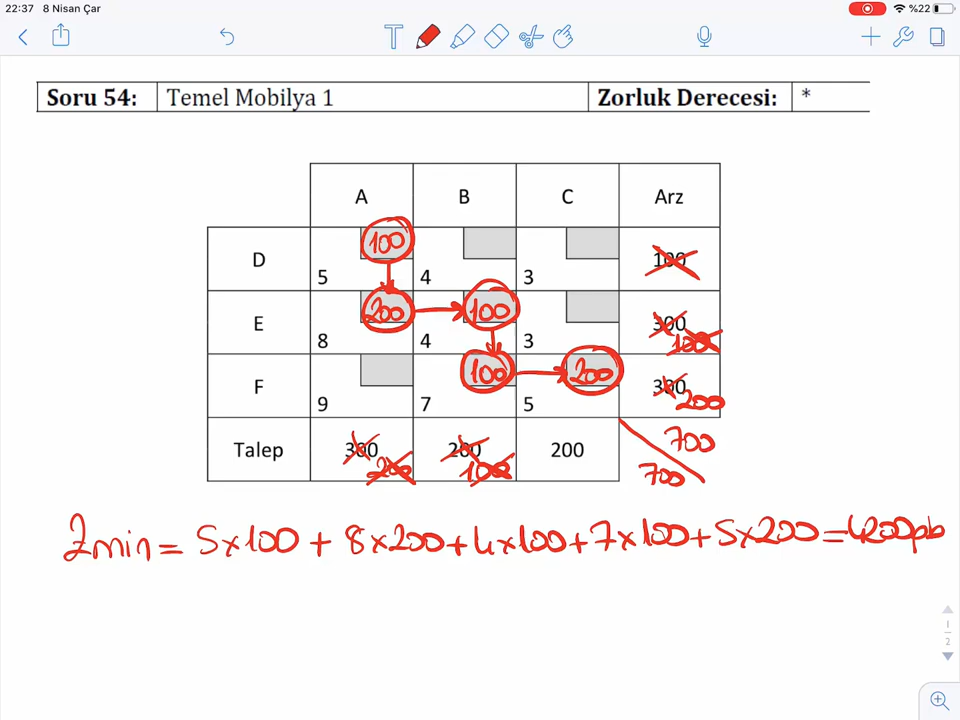 22:37 8 Nisan Çar %22
Soru 54: Temel Mobilya 1 Zorluk Derecesi: *
A B C Arz
D 5 100 4 3 100
E 8 200 4 100 3 300 100
F 9 7 100 5 200 300 200
Talep 300 200 200 100 200 700
700
Zmin = 5x100 + 8x200 + 4x100 + 7x100 + 5x200 = 4200pb
1
2